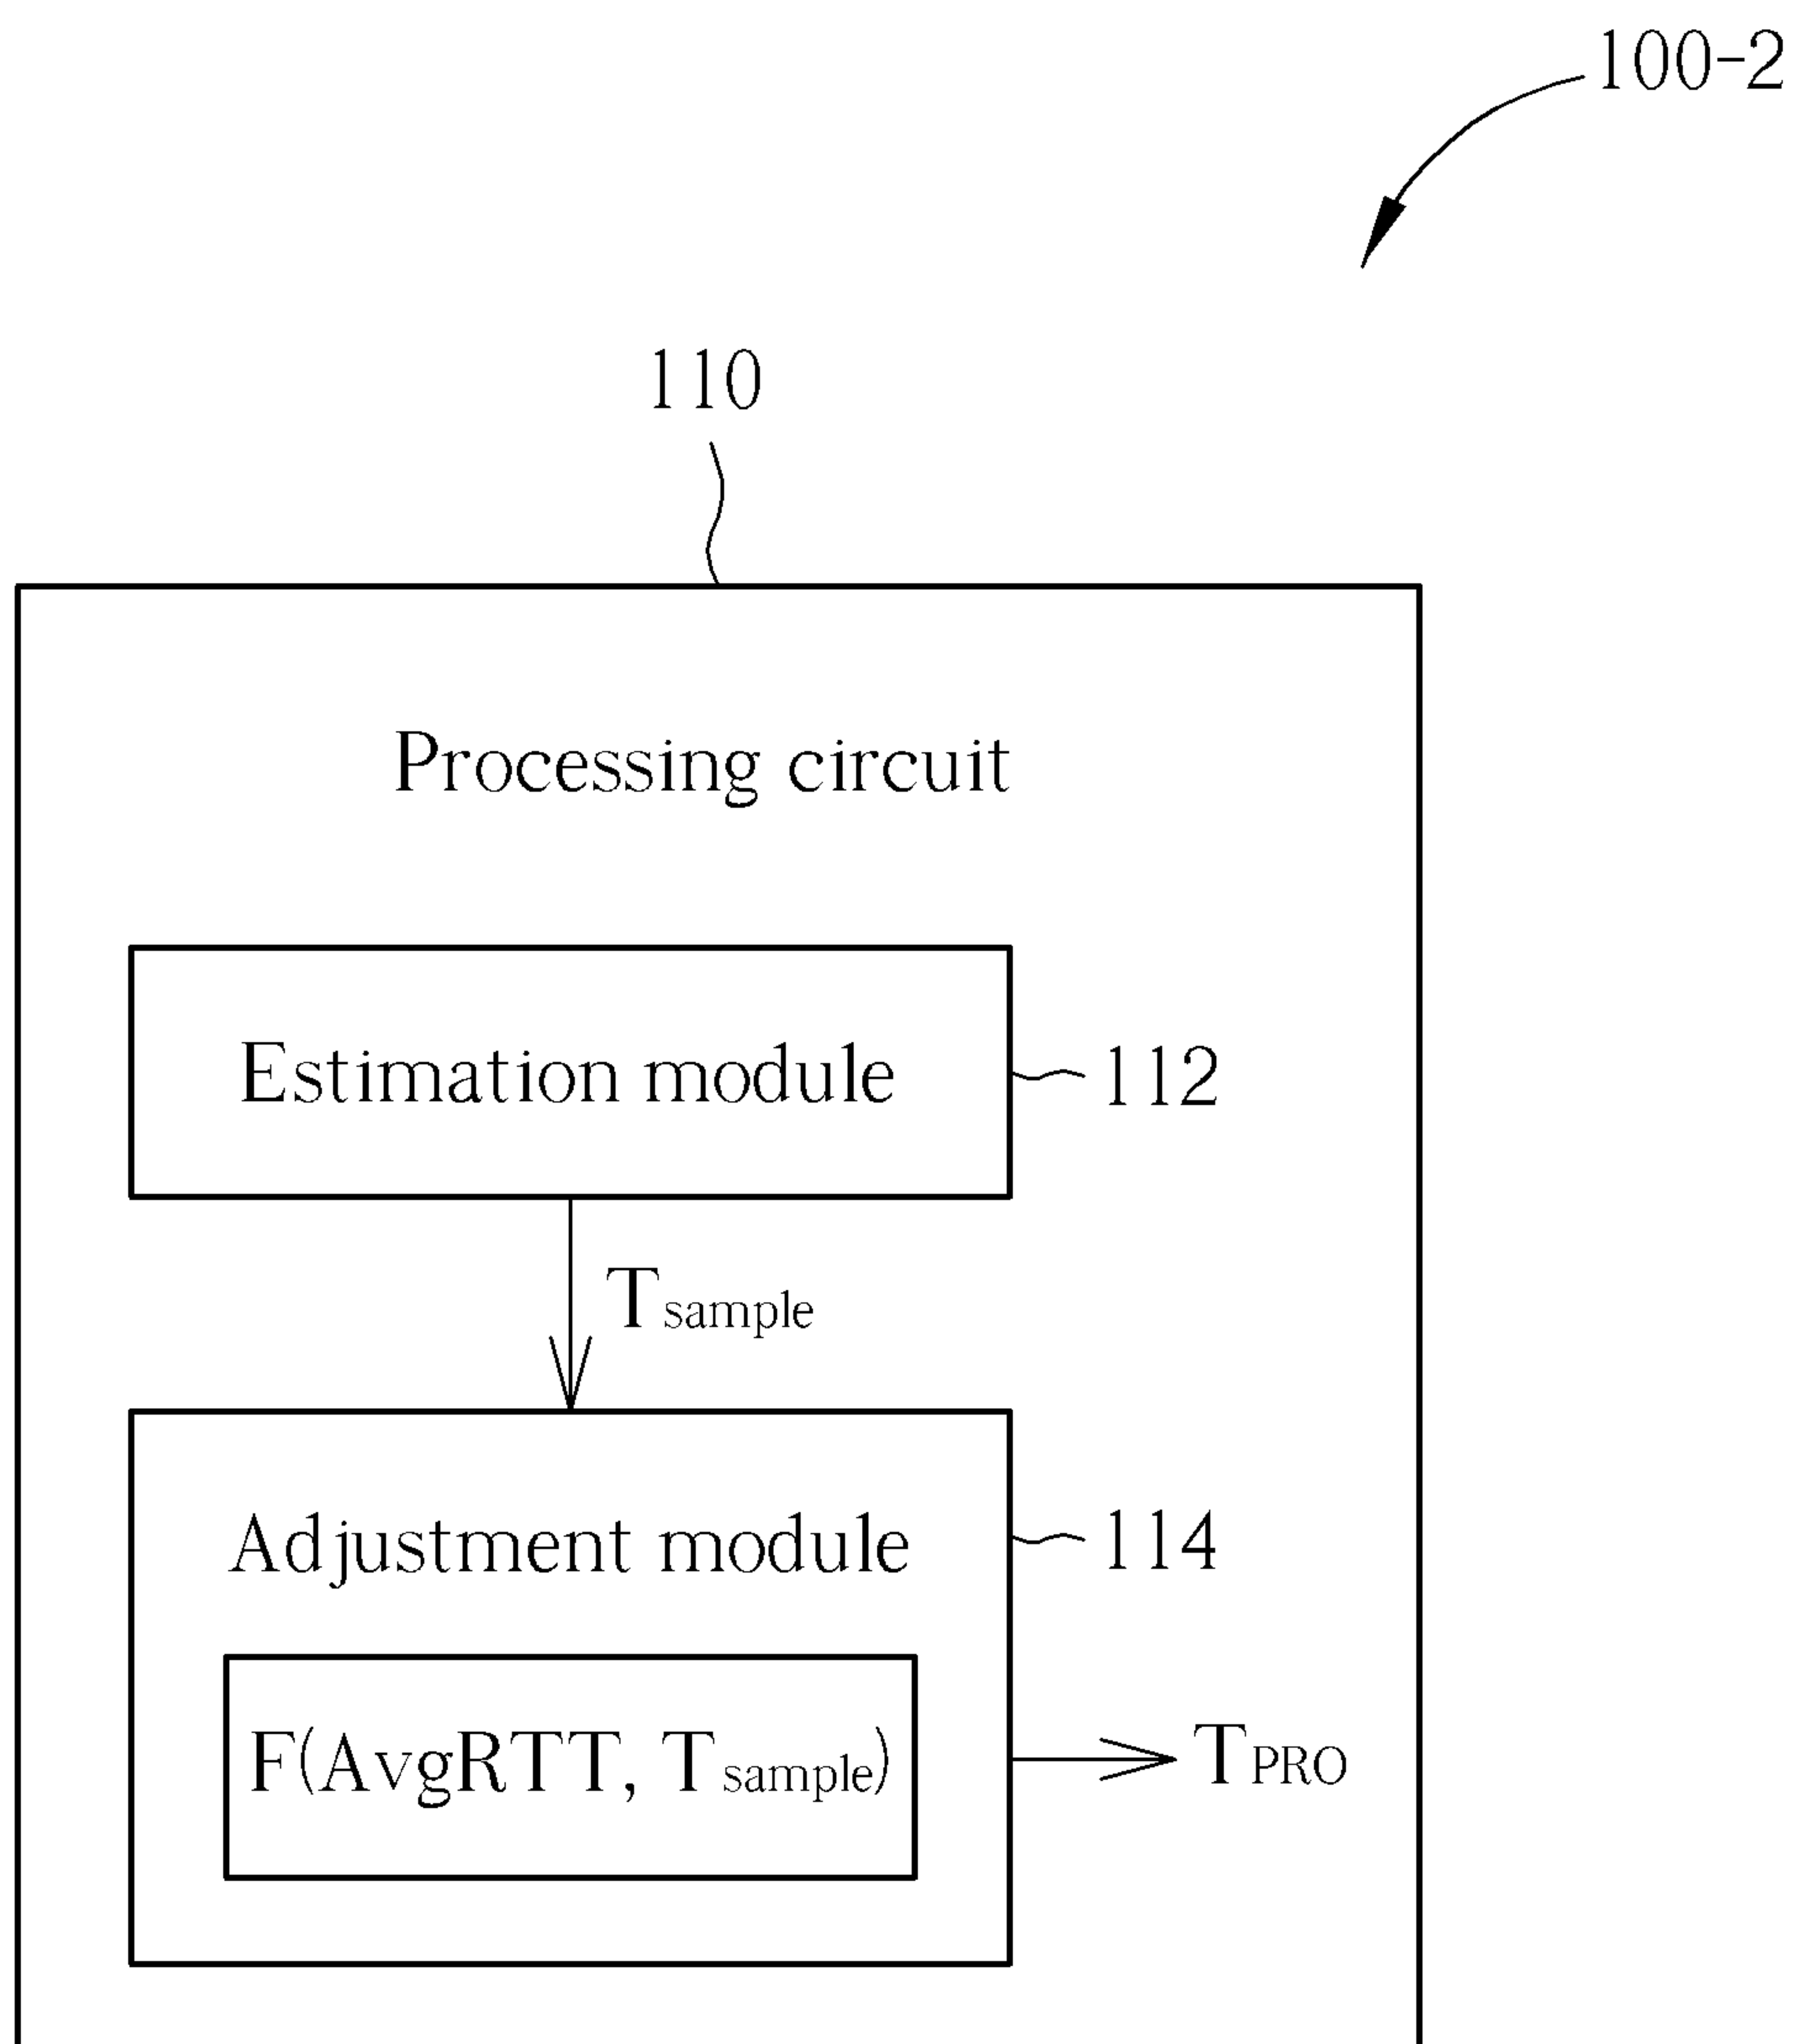 100-2
110
Processing circuit
Estimation module
112
Tsample
Adjustment module
114
F(AvgRTT, Tsample)
TPRO